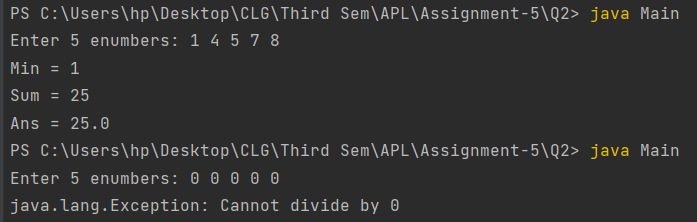 PS C:\Users\hp\Desktop\CLG\Third Sem\APL\Assignment-5\Q2> java Main
Enter 5 enumbers: 1 4 5 7 8
Min = 1
Sum = 25
Ans = 25.0
PS C:\Users\hp\Desktop\CLG\Third Sem\APL\Assignment-5\Q2> java Main
Enter 5 enumbers: 0 0 0 0 0
java.lang.Exception: Cannot divide by 0